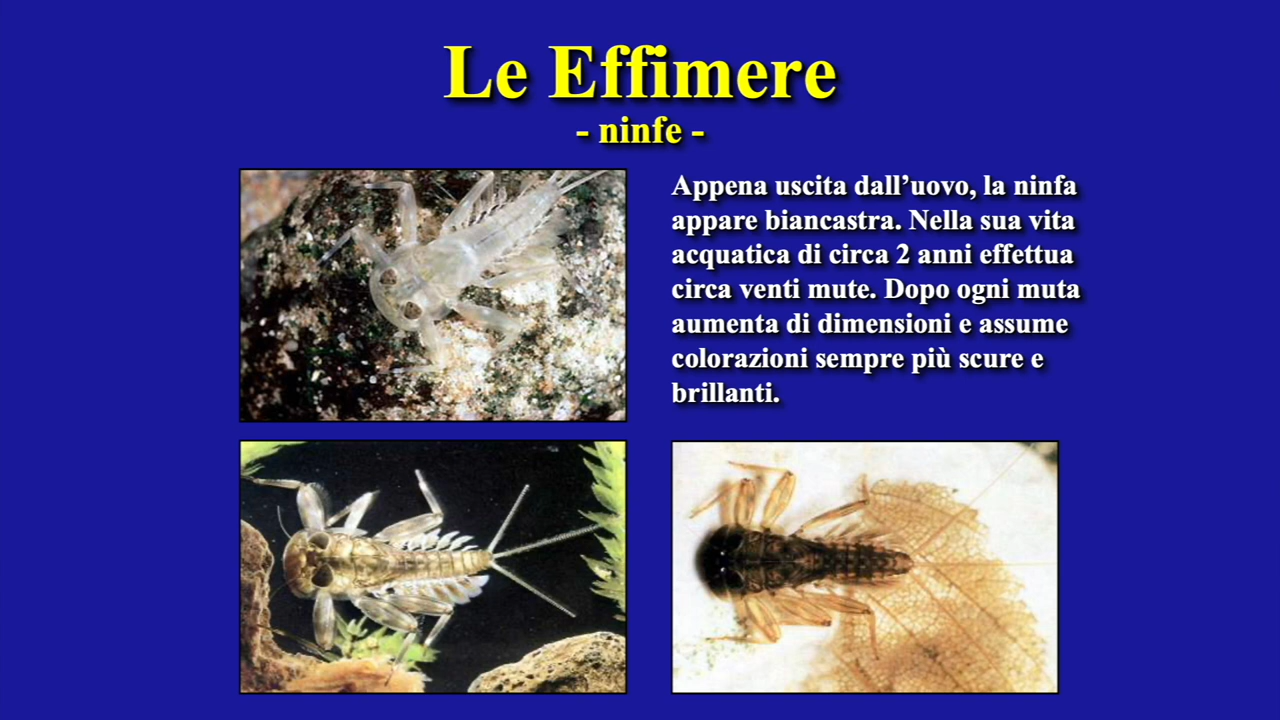 Le Effimere
- ninfe -
Appena uscita dall’uovo, la ninfa
appare biancastra. Nella sua vita
acquatica di circa 2 anni effettua
circa venti mute. Dopo ogni muta
aumenta di dimensioni e assume
colorazioni sempre più scure e
brillanti.